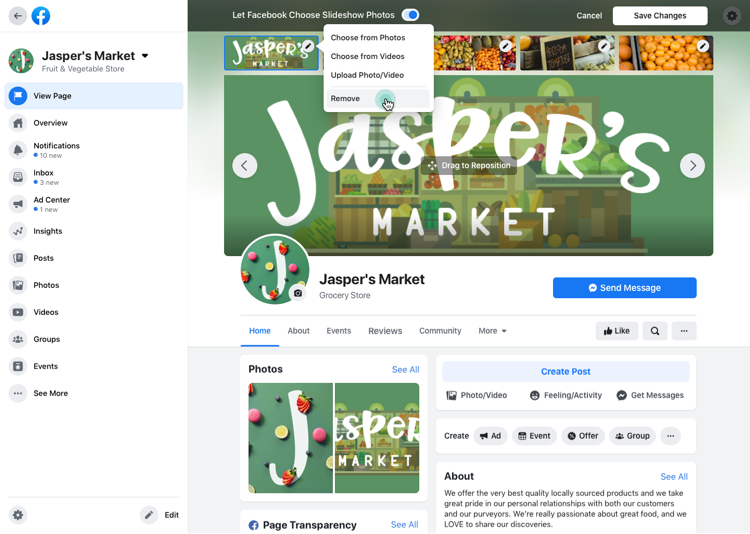 Let Facebook Choose Slideshow Photos
Cancel
Save Changes
Jasper's Market
Fruit & Vegetable Store
View Page
Overview
Notifications
10 new
Inbox
3 new
Ad Center
1 new
Insights
Posts
Photos
Videos
Groups
Events
See More
Edit
JASPER'S
MARKET
Choose from Photos
Choose from Videos
Upload Photo/Video
Remove
Jasper's
MARKET
Drag to Reposition
J
Jasper's Market
Grocery Store
Send Message
Home
About
Events
Reviews
Community
More
Like
Photos
See All
J
asper
MARKET
Page Transparency
See All
Create Post
Photo/Video
Feeling/Activity
Get Messages
Create
Ad
Event
Offer
Group
About
See All
We offer the very best quality locally sourced products and we take
great pride in our personal relationships with both our customers
and our purveyors. We're really passionate about great food, and we
LOVE to share our discoveries.